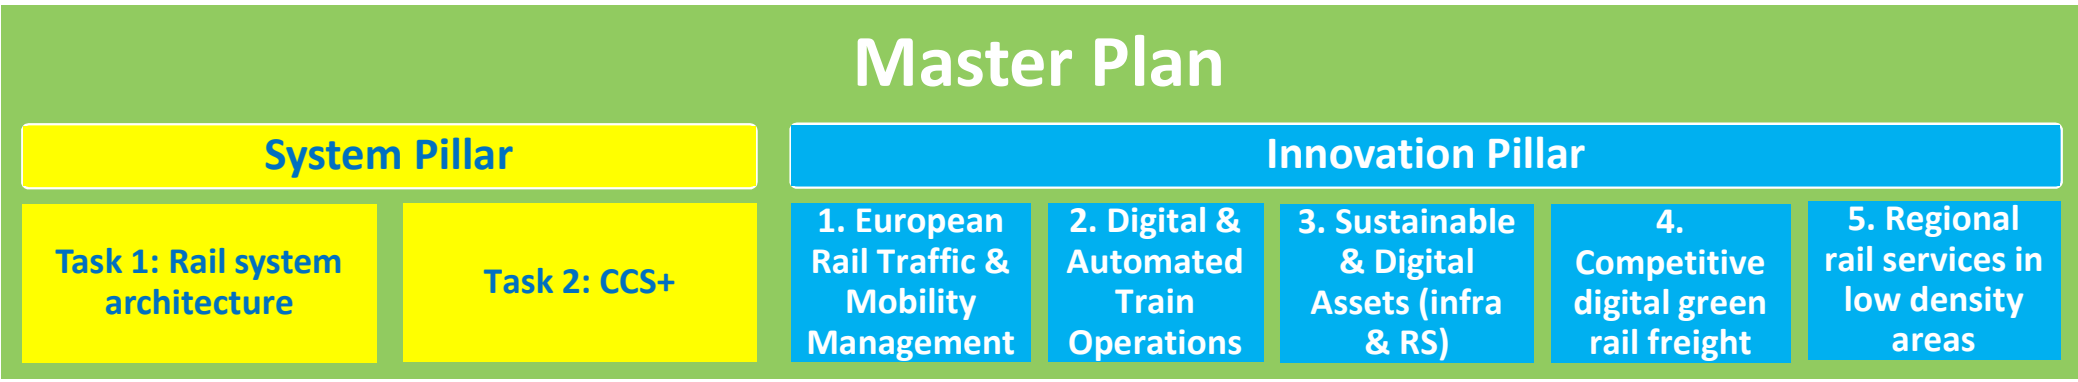 Master Plan
System Pillar
Innovation Pillar
Task 1: Rail system
architecture
Task 2: CCS+
1. European
Rail Traffic &
Mobility
Management
2. Digital &
Automated
Train
Operations
3. Sustainable
& Digital
Assets (infra
& RS)
4.
Competitive
digital green
rail freight
5. Regional
rail services in
low density
areas